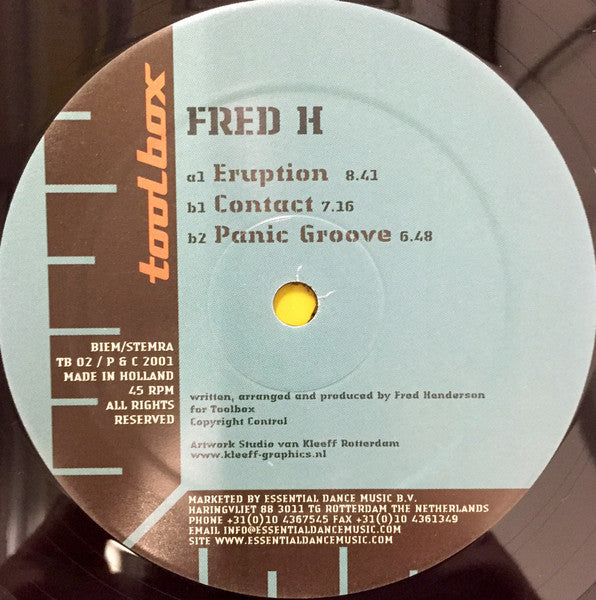 toolbox
FRED H
a1 Eruption 8.41
b1 Contact 7.16
b2 Panic Groove 6.48
BIEM/STEMRA
TB 02 / P & C 2001
MADE IN HOLLAND
45 RPM
ALL RIGHTS
RESERVED
written, arranged and produced by Fred Henderson
for Toolbox
Copyright Control
Artwork Studio van Kleeff Rotterdam
www.kleeff-graphics.nl
MARKETED BY ESSENTIAL DANCE MUSIC B.V.
HARINGVLIET 88 3011 TG ROTTERDAM THE NETHERLANDS
PHONE +31(0)10 4367545 FAX +31(0)10 4361349
EMAIL INFO@ESSENTIALDANCEMUSIC.COM
SITE WWW.ESSENTIALDANCEMUSIC.COM